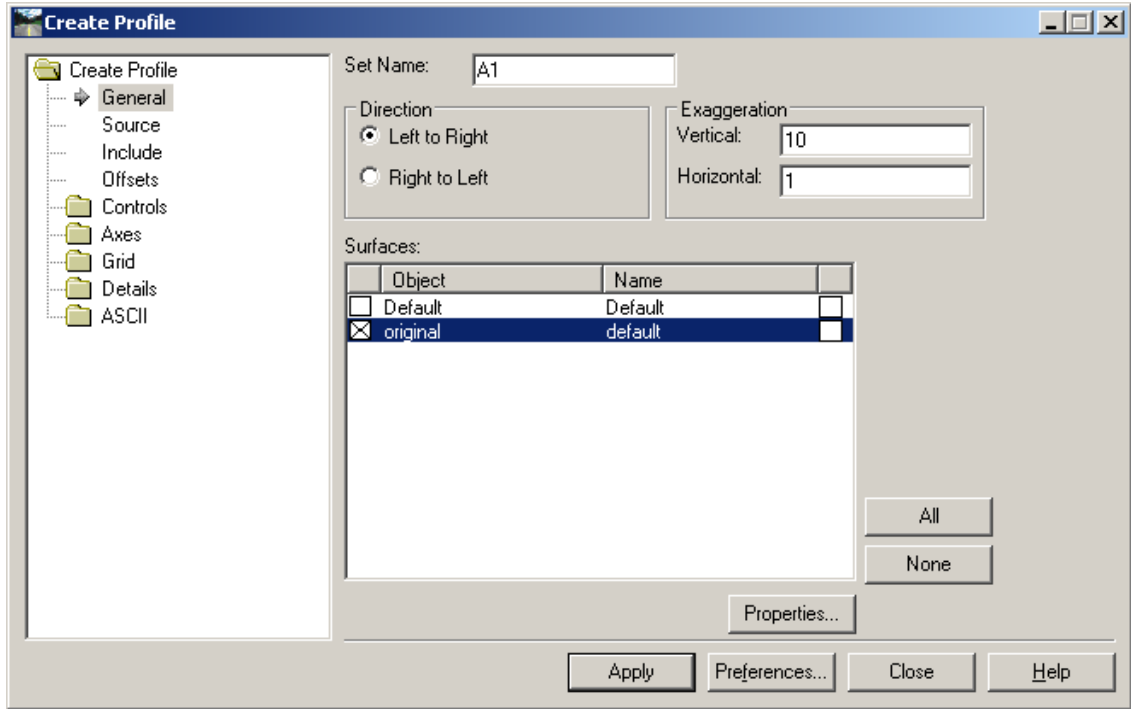 Create Profile
Create Profile
General
Source
Include
Offsets
Controls
Axes
Grid
Details
ASCII
Set Name: A1
Direction
Left to Right
Right to Left
Exaggeration
Vertical: 10
Horizontal: 1
Surfaces:
Object Name
Default Default
original default
All
None
Properties...
Apply Preferences... Close Help